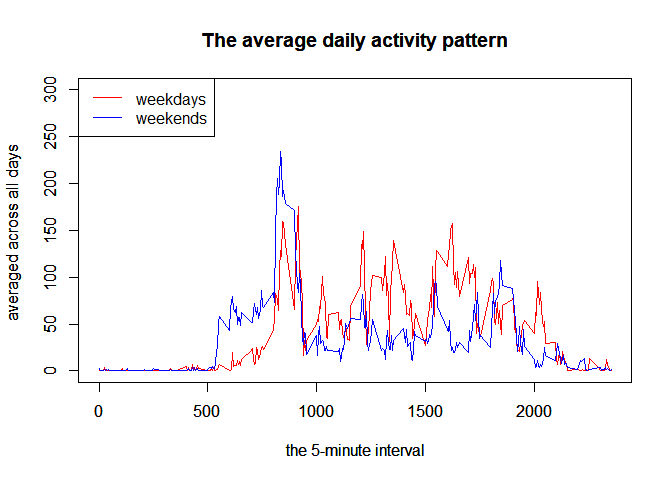 The average daily activity pattern
averaged across all days
300
250
200
150
100
50
0
weekdays
weekends
0
500
1000
1500
2000
the 5-minute interval